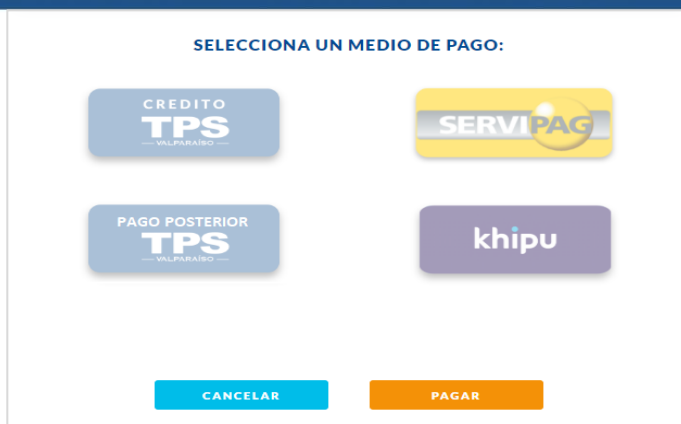 SELECCIONA UN MEDIO DE PAGO:
CREDITO
TPS
VALPARAÍSO
SERVIPAG
PAGO POSTERIOR
TPS
VALPARAÍSO
khipu
CANCELAR
PAGAR